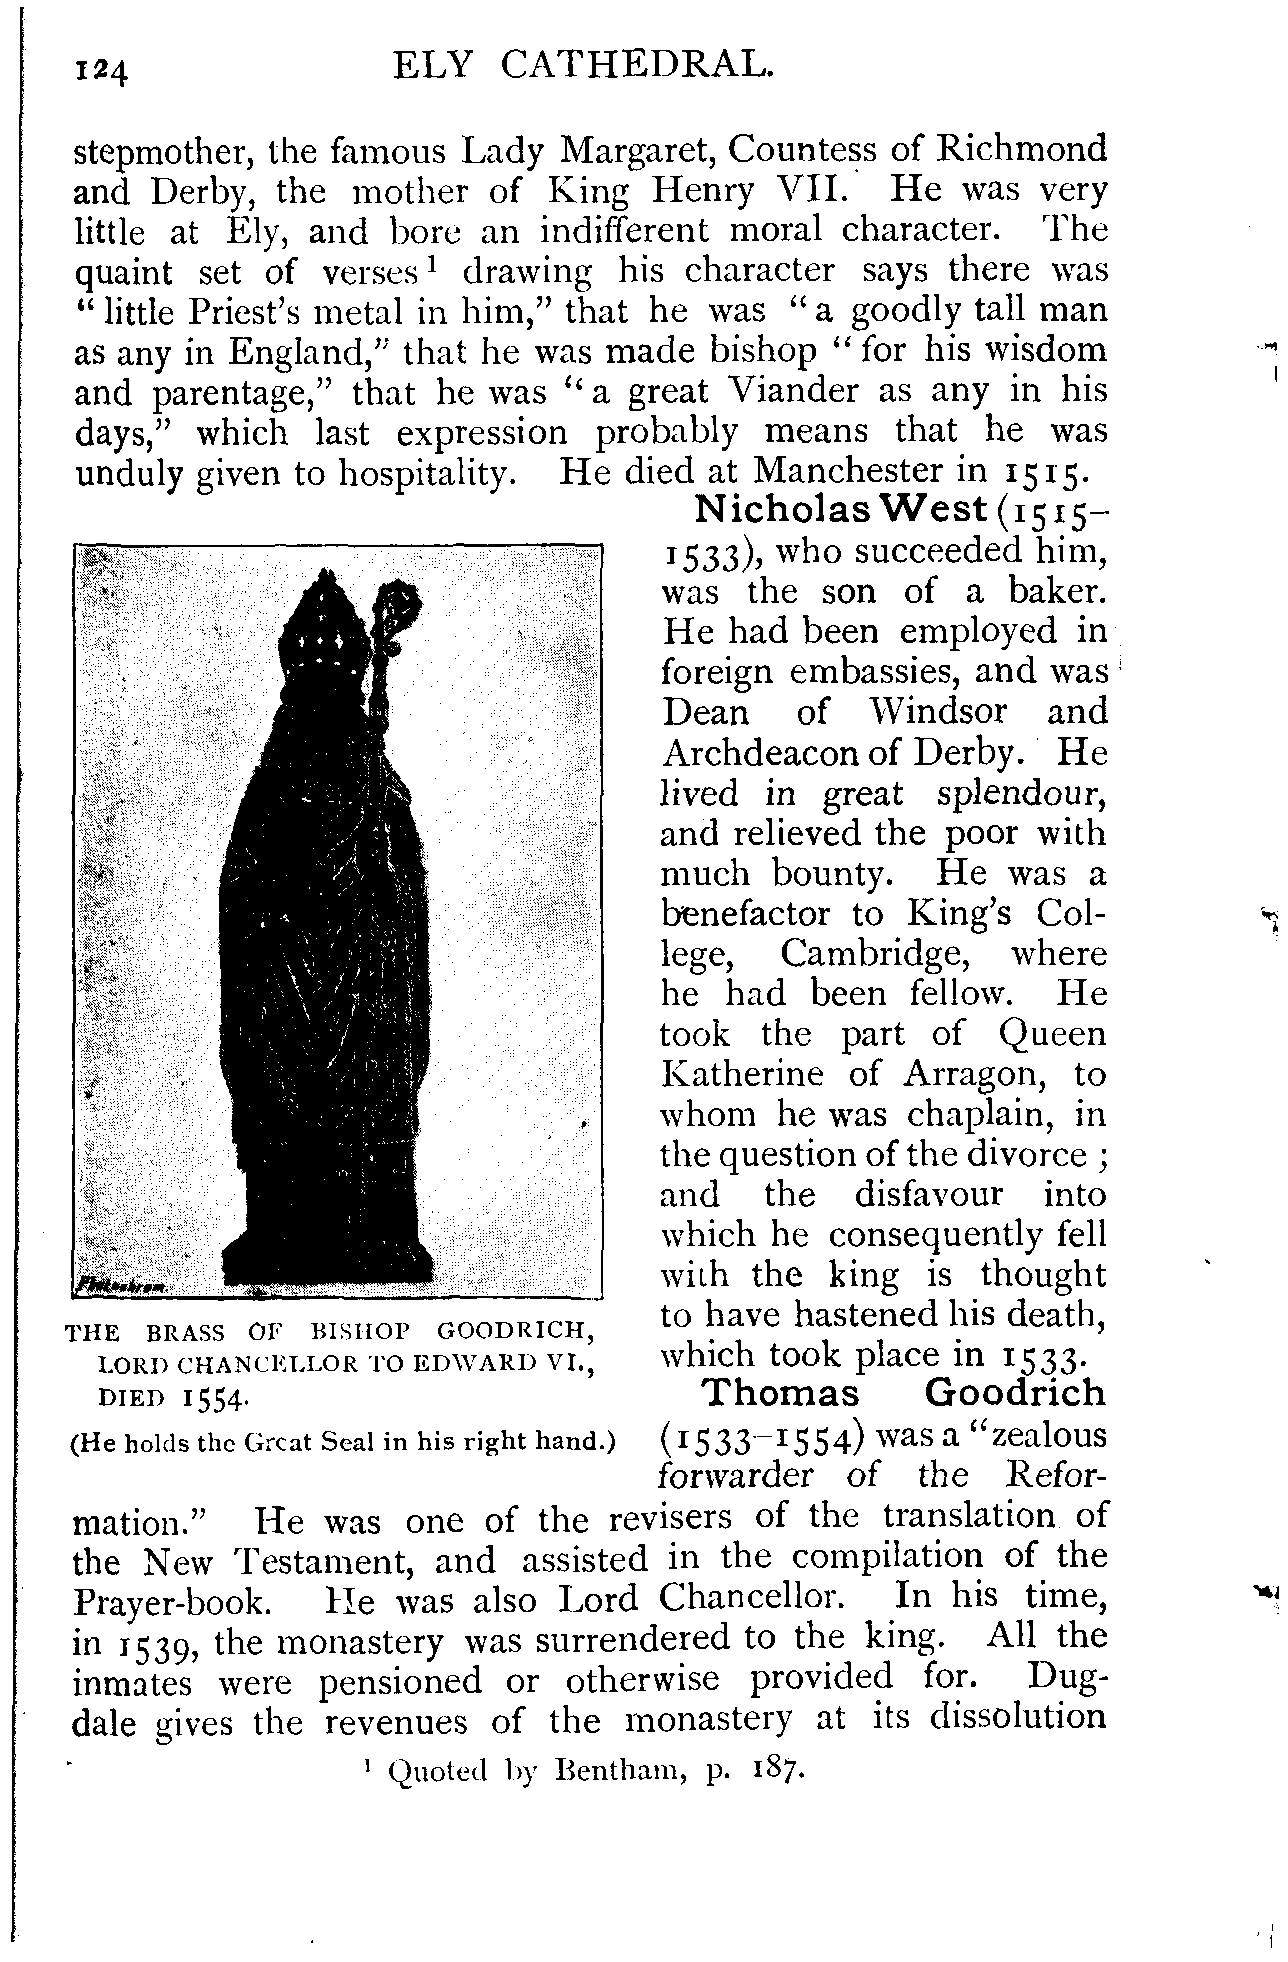 124 ELY CATHEDRAL.
stepmother, the famous Lady Margaret, Countess of Richmond
and Derby, the mother of King Henry VII. He was very
little at Ely, and bore an indifferent moral character. The
quaint set of verses ¹ drawing his character says there was
“ little Priest’s metal in him,” that he was “ a goodly tall man
as any in England,” that he was made bishop “ for his wisdom
and parentage,” that he was “ a great Viander as any in his
days,” which last expression probably means that he was
unduly given to hospitality. He died at Manchester in 1515.
Nicholas West (1515–
1533), who succeeded him,
was the son of a baker.
He had been employed in
foreign embassies, and was
Dean of Windsor and
Archdeacon of Derby. He
lived in great splendour,
and relieved the poor with
much bounty. He was a
benefactor to King’s Col-
lege, Cambridge, where
he had been fellow. He
took the part of Queen
Katherine of Arragon, to
whom he was chaplain, in
the question of the divorce ;
and the disfavour into
which he consequently fell
with the king is thought
to have hastened his death,
which took place in 1533.
THE BRASS OF BISHOP GOODRICH,
LORD CHANCELLOR TO EDWARD VI.,
DIED 1554.
(He holds the Great Seal in his right hand.)
Thomas Goodrich
(1533–1554) was a “zealous
forwarder of the Refor-
mation.” He was one of the revisers of the translation of
the New Testament, and assisted in the compilation of the
Prayer-book. He was also Lord Chancellor. In his time,
in 1539, the monastery was surrendered to the king. All the
inmates were pensioned or otherwise provided for. Dug-
dale gives the revenues of the monastery at its dissolution
¹ Quoted by Bentham, p. 187.